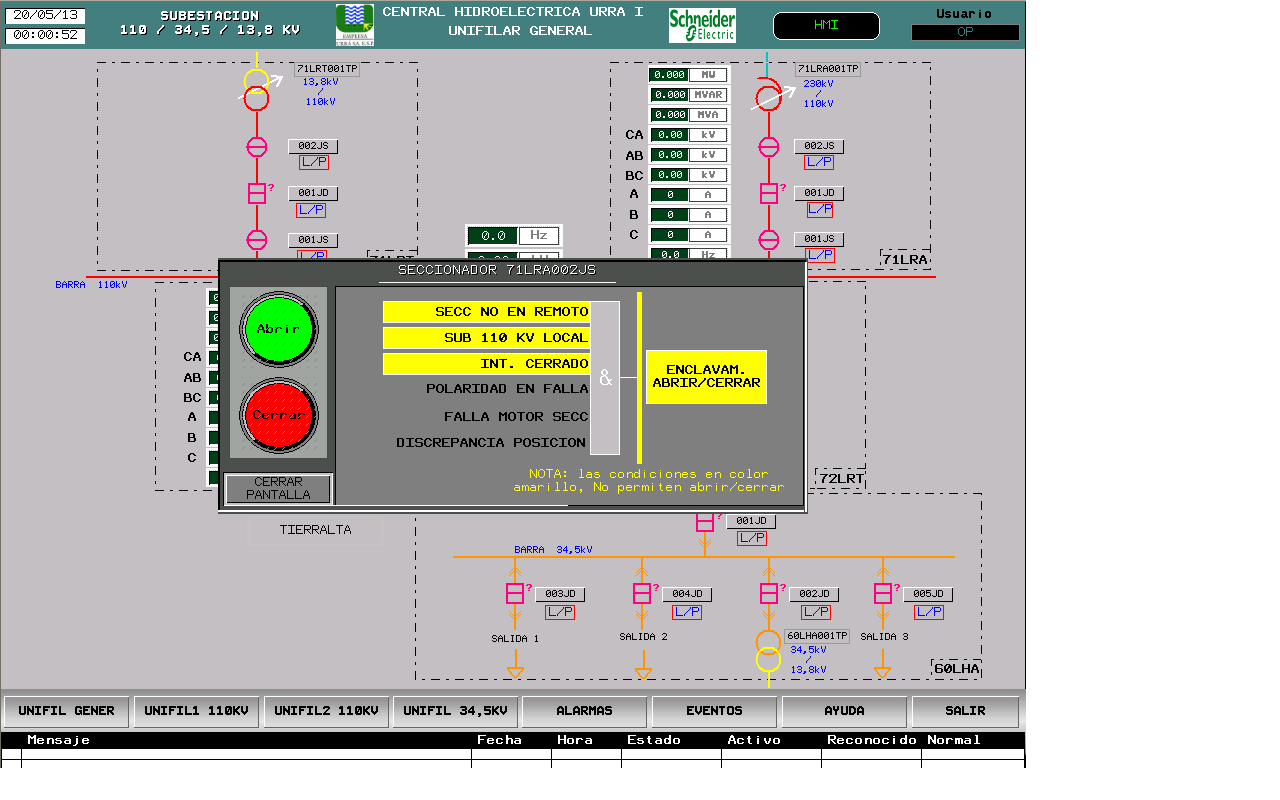 20/05/13
00:00:52
SUBESTACION
110 / 34,5 / 13,8 KV
EMPRESA
URRÁ S.A. E.S.P.
CENTRAL HIDROELECTRICA URRA I
UNIFILAR GENERAL
Schneider
Electric
HMI
Usuario
OP
71LRT001TP
13,8kV
/
110kV
002JS
L/P
001JD
L/P
?
001JS
L/P
0.0 Hz
0.000 MW
0.000 MVAR
0.000 MVA
CA 0.00 kV
AB 0.00 kV
BC 0.00 kV
A 0 A
B 0 A
C 0 A
0.0 Hz
71LRA001TP
230kV
/
110kV
002JS
L/P
?
001JD
L/P
001JS
L/P
71LRA
BARRA 110kV
CA
AB
BC
A
B
C
SECCIONADOR 71LRA002JS
Abrir
Cerrar
CERRAR
PANTALLA
SECC NO EN REMOTO
SUB 110 KV LOCAL
INT. CERRADO
POLARIDAD EN FALLA
FALLA MOTOR SECC
DISCREPANCIA POSICION
&
ENCLAVAM.
ABRIR/CERRAR
NOTA: las condiciones en color
amarillo, No permiten abrir/cerrar
72LRT
TIERRALTA
?
001JD
L/P
BARRA 34,5kV
? 003JD
L/P
SALIDA 1
? 004JD
L/P
SALIDA 2
? 002JD
L/P
60LHA001TP
34,5kV
/
13,8kV
? 005JD
L/P
SALIDA 3
60LHA
UNIFIL GENER
UNIFIL1 110KV
UNIFIL2 110KV
UNIFIL 34,5KV
ALARMAS
EVENTOS
AYUDA
SALIR
Mensaje Fecha Hora Estado Activo Reconocido Normal